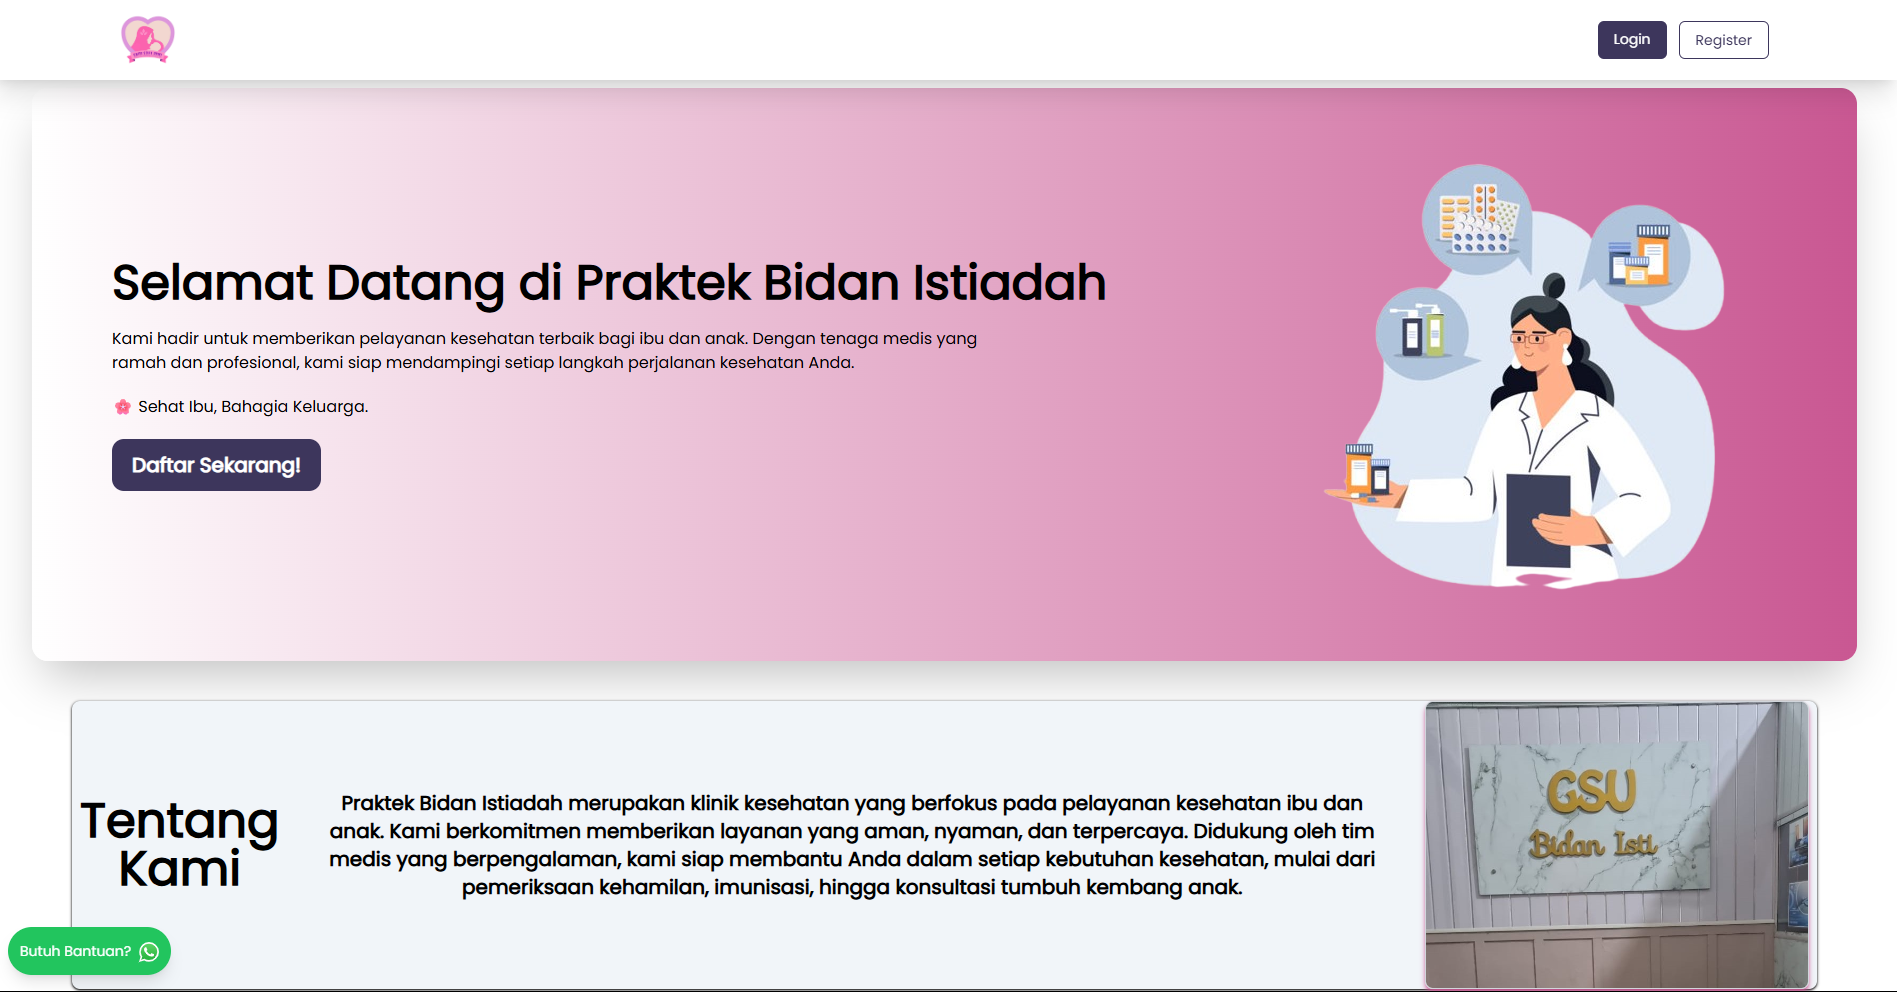 Login
Register
Selamat Datang di Praktek Bidan Istiadah
Kami hadir untuk memberikan pelayanan kesehatan terbaik bagi ibu dan anak. Dengan tenaga medis yang
ramah dan profesional, kami siap mendampingi setiap langkah perjalanan kesehatan Anda.
🌸 Sehat Ibu, Bahagia Keluarga.
Daftar Sekarang!
Tentang
Kami
Praktek Bidan Istiadah merupakan klinik kesehatan yang berfokus pada pelayanan kesehatan ibu dan
anak. Kami berkomitmen memberikan layanan yang aman, nyaman, dan terpercaya. Didukung oleh tim
medis yang berpengalaman, kami siap membantu Anda dalam setiap kebutuhan kesehatan, mulai dari
pemeriksaan kehamilan, imunisasi, hingga konsultasi tumbuh kembang anak.
GSU
Bidan Isti
Butuh Bantuan?